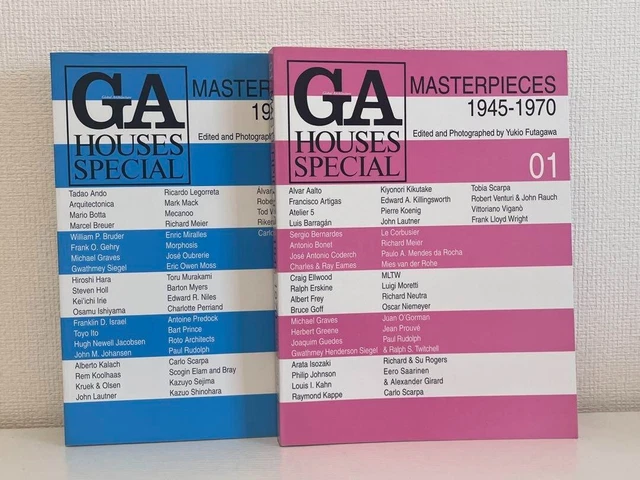 GA
HOUSES
SPECIAL
MASTER
19
Edited and Photograp
Tadao Ando
Arquitectonica
Mario Botta
Marcel Breuer
William P. Bruder
Frank O. Gehry
Michael Graves
Gwathmey Siegel
Hiroshi Hara
Steven Holl
Kei'ichi Irie
Osamu Ishiyama
Franklin D. Israel
Toyo Ito
Hugh Newell Jacobsen
John M. Johansen
Alberto Kalach
Rem Koolhaas
Kruek & Olsen
John Lautner
Ricardo Legorreta
Mark Mack
Mecanoo
Richard Meier
Enric Miralles
Morphosis
José Oubrerie
Eric Owen Moss
Toru Murakami
Barton Myers
Edward R. Niles
Charlotte Perriand
Antoine Predock
Bart Prince
Roto Architects
Paul Rudolph
Carlo Scarpa
Scogin Elam and Bray
Kazuyo Sejima
Kazuo Shinohara
Álvar
Robe
Tod W
Riken
Carlo
GA
HOUSES
SPECIAL
MASTERPIECES
1945-1970
Edited and Photographed by Yukio Futagawa
01
Alvar Aalto
Francisco Artigas
Atelier 5
Luis Barragán
Sergio Bernardes
Antonio Bonet
José Antonio Coderch
Charles & Ray Eames
Craig Ellwood
Ralph Erskine
Albert Frey
Bruce Goff
Michael Graves
Herbert Greene
Joaquim Guedes
Gwathmey Henderson Siegel
Arata Isozaki
Philip Johnson
Louis I. Kahn
Raymond Kappe
Kiyonori Kikutake
Edward A. Killingsworth
Pierre Koenig
John Lautner
Le Corbusier
Richard Meier
Paulo A. Mendes da Rocha
Mies van der Rohe
MLTW
Luigi Moretti
Richard Neutra
Oscar Niemeyer
Juan O'Gorman
Jean Prouvé
Paul Rudolph
& Ralph S. Twitchell
Richard & Su Rogers
Eero Saarinen
& Alexander Girard
Carlo Scarpa
Tobia Scarpa
Robert Venturi & John Rauch
Vittoriano Viganò
Frank Lloyd Wright